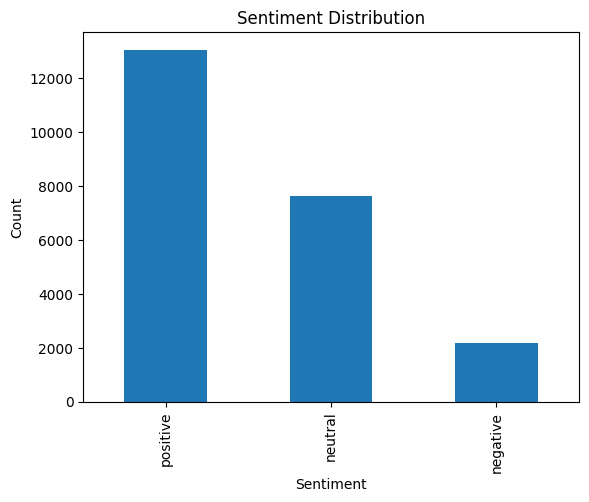 Sentiment Distribution
Count
12000
10000
8000
6000
4000
2000
0
positive
neutral
negative
Sentiment